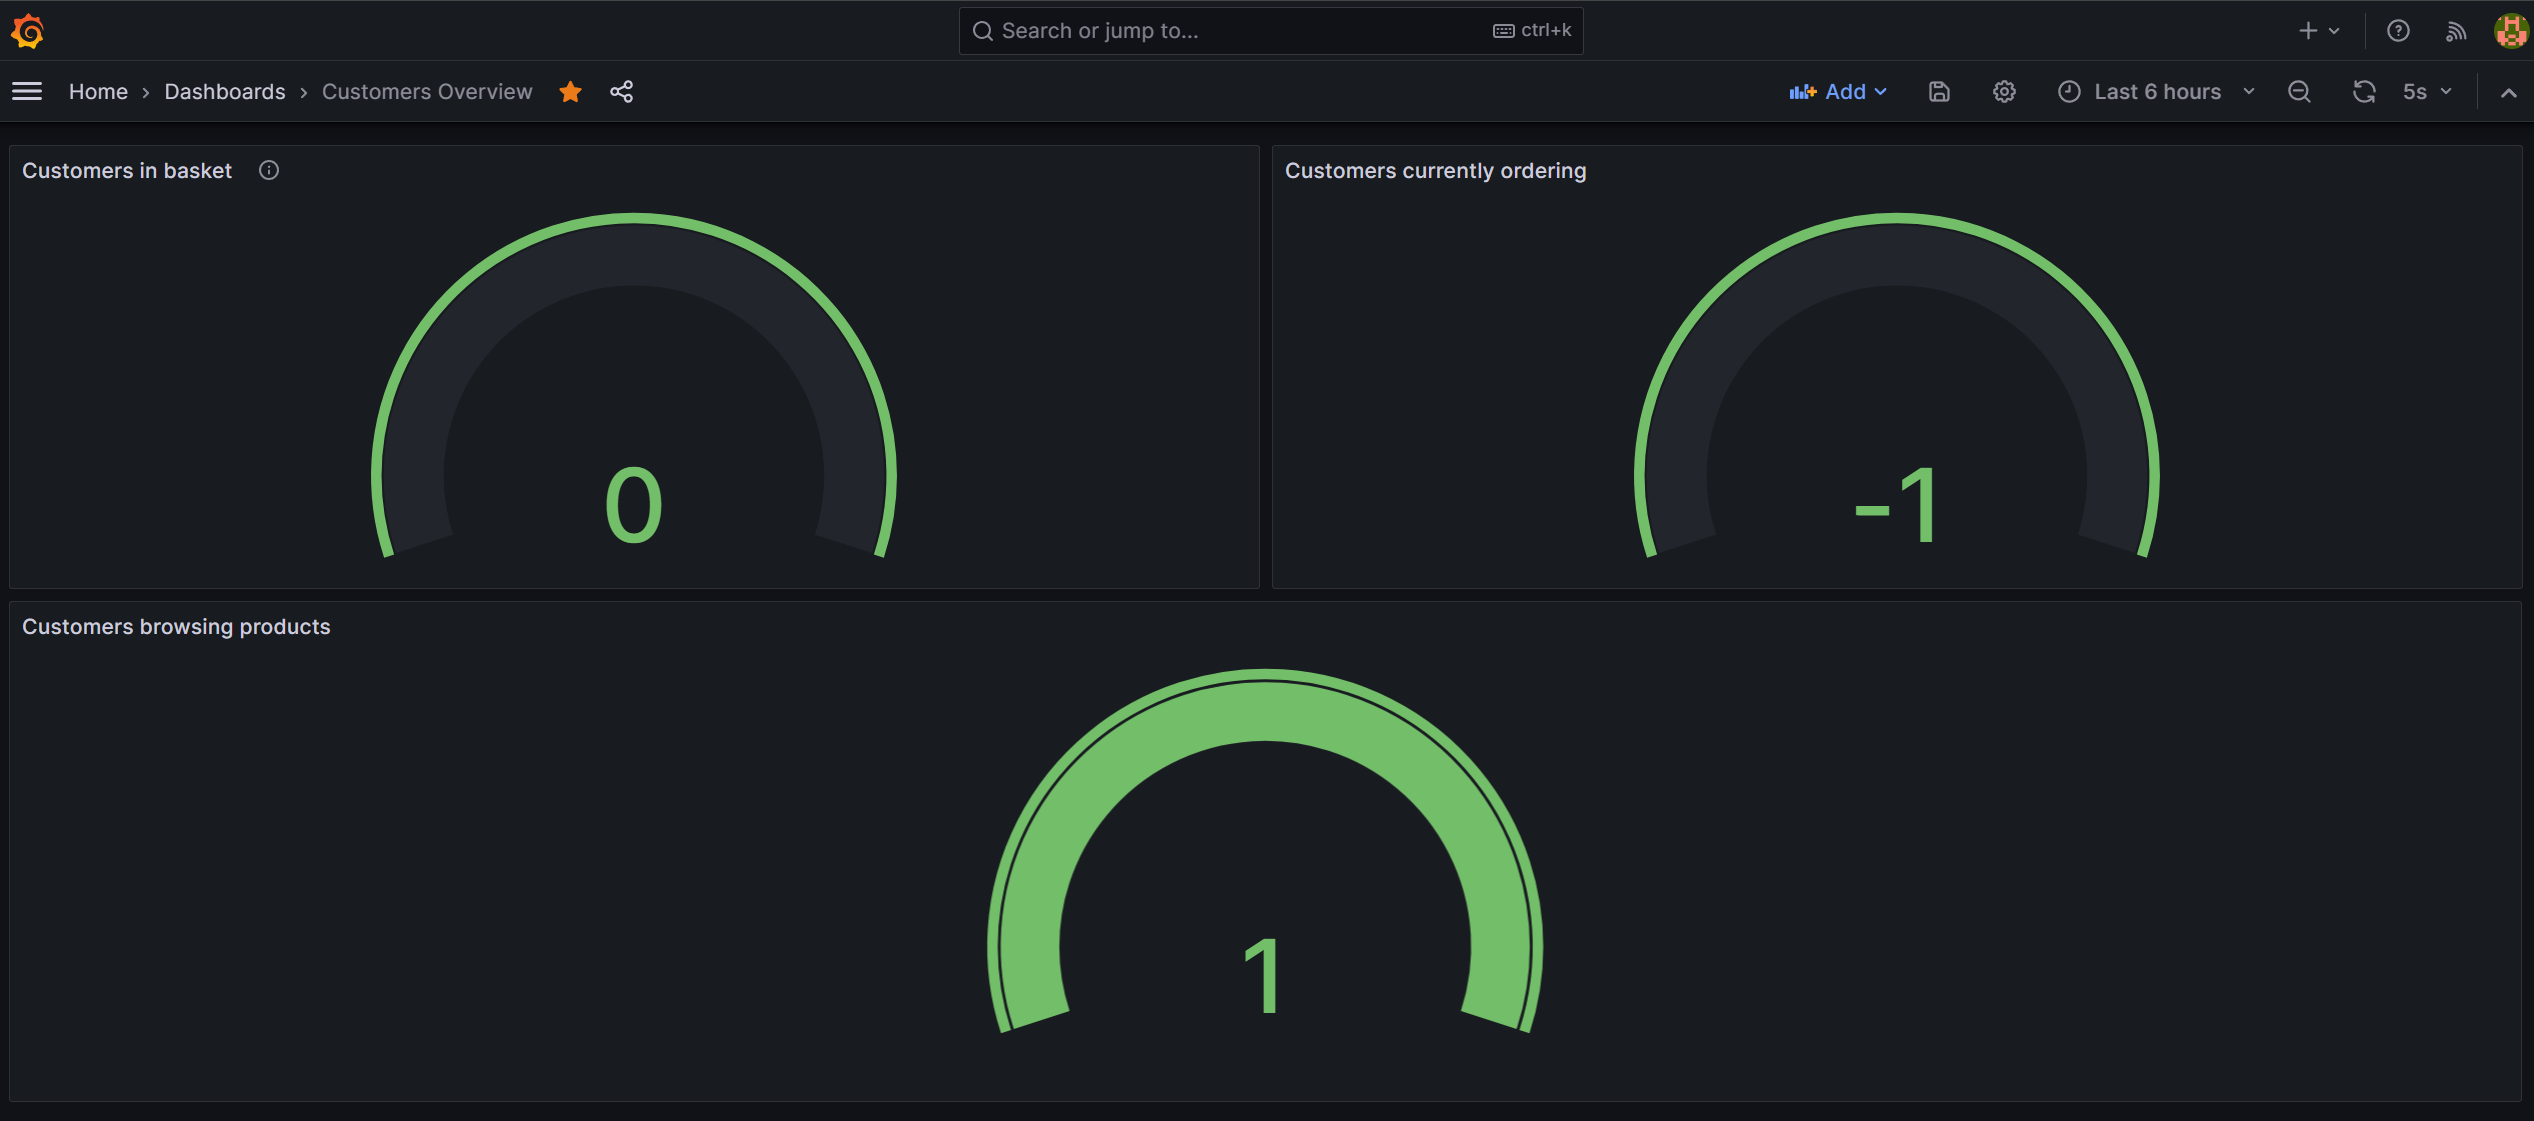 Search or jump to...
ctrl+k
Home › Dashboards › Customers Overview
Add
Last 6 hours
5s
Customers in basket
Customers currently ordering
0
-1
Customers browsing products
1